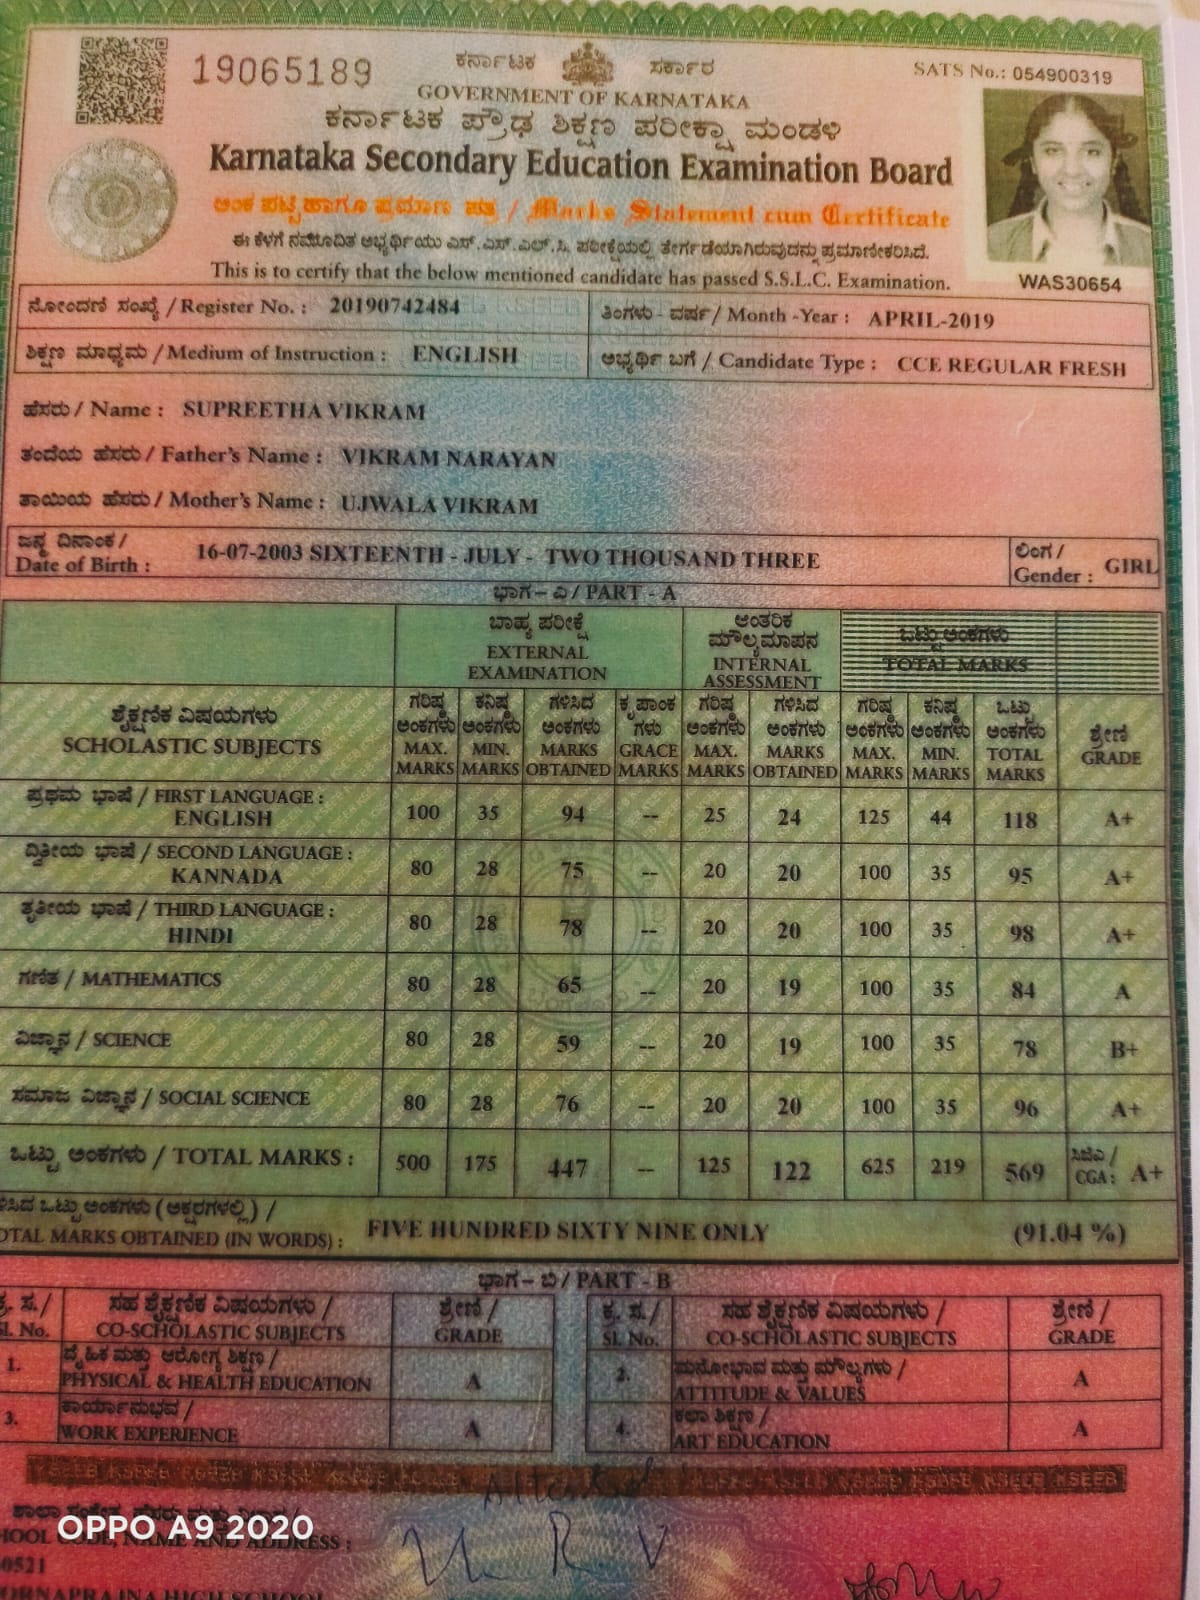 19065189
ಕರ್ನಾಟಕ ಸರ್ಕಾರ
SATS No.: 054900319
GOVERNMENT OF KARNATAKA
ಕರ್ನಾಟಕ ಪ್ರೌಢ ಶಿಕ್ಷಣ ಪರೀಕ್ಷಾ ಮಂಡಳಿ
Karnataka Secondary Education Examination Board
ಅಂಕ ಪಟ್ಟಿ ಹಾಗೂ ಪ್ರಮಾಣ ಪತ್ರ / Marks Statement cum Certificate
ಈ ಕೆಳಗೆ ನಮೂದಿತ ಅಭ್ಯರ್ಥಿಯು ಎಸ್.ಎಸ್.ಎಲ್.ಸಿ. ಪರೀಕ್ಷೆಯಲ್ಲಿ ತೇರ್ಗಡೆಯಾಗಿರುವುದನ್ನು ಪ್ರಮಾಣೀಕರಿಸಿದೆ.
This is to certify that the below mentioned candidate has passed S.S.L.C. Examination.
WAS30654
ನೋಂದಣಿ ಸಂಖ್ಯೆ / Register No. : 20190742484
ತಿಂಗಳು - ವರ್ಷ / Month -Year : APRIL-2019
ಶಿಕ್ಷಣ ಮಾಧ್ಯಮ / Medium of Instruction : ENGLISH
ಅಭ್ಯರ್ಥಿ ಬಗೆ / Candidate Type : CCE REGULAR FRESH
ಹೆಸರು / Name : SUPREETHA VIKRAM
ತಂದೆಯ ಹೆಸರು / Father's Name : VIKRAM NARAYAN
ತಾಯಿಯ ಹೆಸರು / Mother's Name : UJWALA VIKRAM
ಜನ್ಮ ದಿನಾಂಕ /
Date of Birth : 16-07-2003 SIXTEENTH - JULY - TWO THOUSAND THREE
ಲಿಂಗ /
Gender : GIRL
ಭಾಗ - ಎ / PART - A
ಬಾಹ್ಯ ಪರೀಕ್ಷೆ
EXTERNAL
EXAMINATION
ಆಂತರಿಕ
ಮೌಲ್ಯಮಾಪನ
INTERNAL
ASSESSMENT
ಒಟ್ಟು ಅಂಕಗಳು
TOTAL MARKS
ಶೈಕ್ಷಣಿಕ ವಿಷಯಗಳು
SCHOLASTIC SUBJECTS
ಗರಿಷ್ಠ ಅಂಕಗಳು MAX. MARKS
ಕನಿಷ್ಠ ಅಂಕಗಳು MIN. MARKS
ಗಳಿಸಿದ ಅಂಕಗಳು MARKS OBTAINED
ಕೃಪಾಂಕ ಗಳು GRACE MARKS
ಗರಿಷ್ಠ ಅಂಕಗಳು MAX. MARKS
ಗಳಿಸಿದ ಅಂಕಗಳು MARKS OBTAINED
ಗರಿಷ್ಠ ಅಂಕಗಳು MAX. MARKS
ಕನಿಷ್ಠ ಅಂಕಗಳು MIN. MARKS
ಒಟ್ಟು ಅಂಕಗಳು TOTAL MARKS
ಶ್ರೇಣಿ GRADE
ಪ್ರಥಮ ಭಾಷೆ / FIRST LANGUAGE :
ENGLISH 100 35 94 -- 25 24 125 44 118 A+
ದ್ವಿತೀಯ ಭಾಷೆ / SECOND LANGUAGE :
KANNADA 80 28 75 -- 20 20 100 35 95 A+
ತೃತೀಯ ಭಾಷೆ / THIRD LANGUAGE :
HINDI 80 28 78 -- 20 20 100 35 98 A+
ಗಣಿತ / MATHEMATICS 80 28 65 -- 20 19 100 35 84 A
ವಿಜ್ಞಾನ / SCIENCE 80 28 59 -- 20 19 100 35 78 B+
ಸಮಾಜ ವಿಜ್ಞಾನ / SOCIAL SCIENCE 80 28 76 -- 20 20 100 35 96 A+
ಒಟ್ಟು ಅಂಕಗಳು / TOTAL MARKS : 500 175 447 -- 125 122 625 219 569 ಸಿಜಿಎ / CGA : A+
ಒಟ್ಟು ಅಂಕಗಳು (ಅಕ್ಷರಗಳಲ್ಲಿ) /
OTAL MARKS OBTAINED (IN WORDS) : FIVE HUNDRED SIXTY NINE ONLY (91.04 %)
ಭಾಗ - ಬಿ / PART - B
ಕ್ರ. ಸ. / ಸಹ ಶೈಕ್ಷಣಿಕ ವಿಷಯಗಳು / ಶ್ರೇಣಿ / ಕ್ರ. ಸ. / ಸಹ ಶೈಕ್ಷಣಿಕ ವಿಷಯಗಳು / ಶ್ರೇಣಿ /
Sl. No. CO-SCHOLASTIC SUBJECTS GRADE Sl. No. CO-SCHOLASTIC SUBJECTS GRADE
1. ದೈಹಿಕ ಮತ್ತು ಆರೋಗ್ಯ ಶಿಕ್ಷಣ /
PHYSICAL & HEALTH EDUCATION A
2. ಮನೋಭಾವ ಮತ್ತು ಮೌಲ್ಯಗಳು /
ATTITUDE & VALUES A
3. ಕಾರ್ಯಾನುಭವ /
WORK EXPERIENCE A
4. ಕಲಾ ಶಿಕ್ಷಣ /
ART EDUCATION A
KSEEB KSEEB KSEEB KSEEB
Attested
OPPO A9 2020
HOOL CODE, NAME AND ADDRESS :
0521
ORNAPRAJNA HIGH SCHOOL